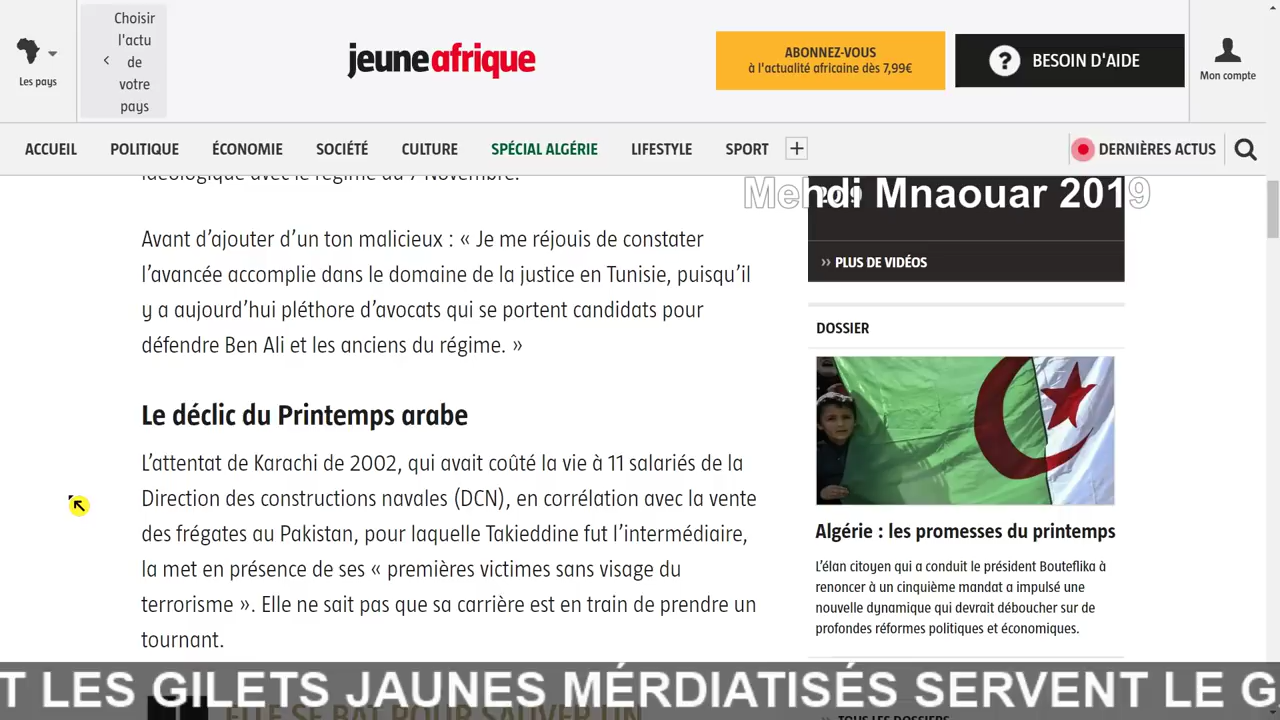 Choisir
l'actu
de
votre
pays
Les pays
jeuneafrique
ABONNEZ-VOUS
à l'actualité africaine dès 7,99€
? BESOIN D'AIDE
Mon compte
ACCUEIL POLITIQUE ÉCONOMIE SOCIÉTÉ CULTURE SPÉCIAL ALGÉRIE LIFESTYLE SPORT + DERNIÈRES ACTUS
idéologique avec le régime du 7 Novembre.
Avant d'ajouter d'un ton malicieux : « Je me réjouis de constater
l'avancée accomplie dans le domaine de la justice en Tunisie, puisqu'il
y a aujourd'hui pléthore d'avocats qui se portent candidats pour
défendre Ben Ali et les anciens du régime. »
Le déclic du Printemps arabe
L'attentat de Karachi de 2002, qui avait coûté la vie à 11 salariés de la
Direction des constructions navales (DCN), en corrélation avec la vente
des frégates au Pakistan, pour laquelle Takieddine fut l'intermédiaire,
la met en présence de ses « premières victimes sans visage du
terrorisme ». Elle ne sait pas que sa carrière est en train de prendre un
tournant.
ELLE SE BAT POUR SAUVER UN
Mehdi Mnaouar 2019
2019
›› PLUS DE VIDÉOS
DOSSIER
Algérie : les promesses du printemps
L'élan citoyen qui a conduit le président Bouteflika à
renoncer à un cinquième mandat a impulsé une
nouvelle dynamique qui devrait déboucher sur de
profondes réformes politiques et économiques.
›› TOUS LES DOSSIERS
T LES GILETS JAUNES MÉRDIATISÉS SERVENT LE G